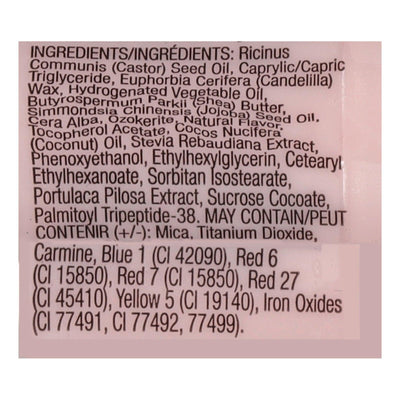 INGREDIENTS/INGRÉDIENTS: Ricinus
Communis (Castor) Seed Oil, Caprylic/Capric
Triglyceride, Euphorbia Cerifera (Candelilla)
Wax, Hydrogenated Vegetable Oil,
Butyrospermum Parkii (Shea) Butter,
Simmondsia Chinensis (Jojoba) Seed Oil,
Cera Alba, Ozokerite, Natural Flavor,
Tocopherol Acetate, Cocos Nucifera
(Coconut) Oil, Stevia Rebaudiana Extract,
Phenoxyethanol, Ethylhexylglycerin, Cetearyl
Ethylhexanoate, Sorbitan Isostearate,
Portulaca Pilosa Extract, Sucrose Cocoate,
Palmitoyl Tripeptide-38. MAY CONTAIN/PEUT
CONTENIR (+/-): Mica, Titanium Dioxide,
Carmine, Blue 1 (CI 42090), Red 6
(CI 15850), Red 7 (CI 15850), Red 27
(CI 45410), Yellow 5 (CI 19140), Iron Oxides
(CI 77491, CI 77492, 77499).